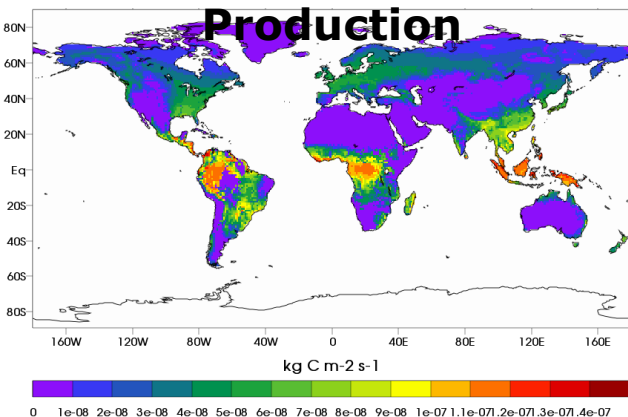 Production
80N
60N
40N
20N
Eq
20S
40S
60S
80S
160W 120W 80W 40W 0 40E 80E 120E 160E
kg C m-2 s-1
0 1e-08 2e-08 3e-08 4e-08 5e-08 6e-08 7e-08 8e-08 9e-08 1e-07 1.1e-07 1.2e-07 1.3e-07 1.4e-07